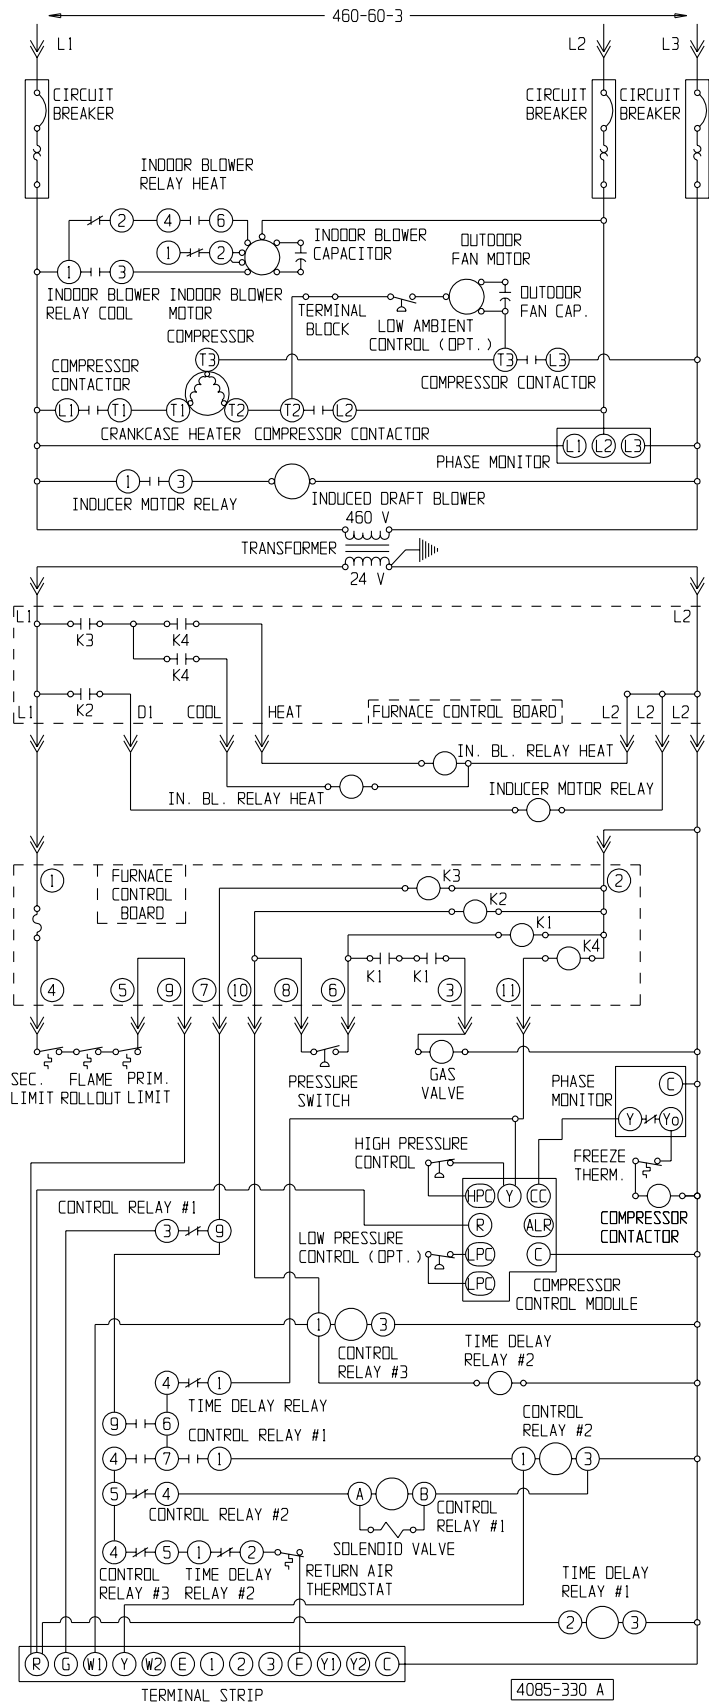 460-60-3
L1 L2 L3
CIRCUIT BREAKER
CIRCUIT BREAKER
CIRCUIT BREAKER
INDOOR BLOWER
RELAY HEAT
2 4 6
1 2
INDOOR BLOWER
CAPACITOR
OUTDOOR
FAN MOTOR
1 3
INDOOR BLOWER
RELAY COOL
INDOOR BLOWER
MOTOR
TERMINAL
BLOCK
LOW AMBIENT
CONTROL (OPT.)
OUTDOOR
FAN CAP.
COMPRESSOR
T3
T3 L3
COMPRESSOR
CONTACTOR
COMPRESSOR CONTACTOR
L1 T1 T1 T2 T2 L2
CRANKCASE HEATER
COMPRESSOR CONTACTOR
L1 L2 L3
PHASE MONITOR
1 3
INDUCER MOTOR RELAY
INDUCED DRAFT BLOWER
460 V
TRANSFORMER
24 V
L1 L2
K3 K4
K4
K2
L1 D1 COOL HEAT
FURNACE CONTROL BOARD
L2 L2 L2
IN. BL. RELAY HEAT
IN. BL. RELAY HEAT
INDUCER MOTOR RELAY
1
FURNACE
CONTROL
BOARD
2
K3
K2
K1
K4
K1 K1
4 5 9 7 10 8 6 3 11
SEC.
LIMIT
FLAME
ROLLOUT
PRIM.
LIMIT
PRESSURE
SWITCH
GAS
VALVE
PHASE
MONITOR
C
Y Yo
HIGH PRESSURE
CONTROL
FREEZE
THERM.
HPC Y CC
COMPRESSOR
CONTACTOR
CONTROL RELAY #1
3 9
R ALR
LOW PRESSURE
CONTROL (OPT.)
LPC C
LPC
COMPRESSOR
CONTROL MODULE
1 3
CONTROL
RELAY #3
TIME DELAY
RELAY #2
4 1
TIME DELAY RELAY
9 6
CONTROL RELAY #1
CONTROL
RELAY #2
4 7 1
1 3
5 4
CONTROL RELAY #2
A B
CONTROL
RELAY #1
SOLENOID VALVE
4 5 1 2
CONTROL
RELAY #3
TIME DELAY
RELAY #2
RETURN AIR
THERMOSTAT
TIME DELAY
RELAY #1
2 3
R G W1 Y W2 E 1 2 3 F Y1 Y2 C
TERMINAL STRIP
4085-330 A